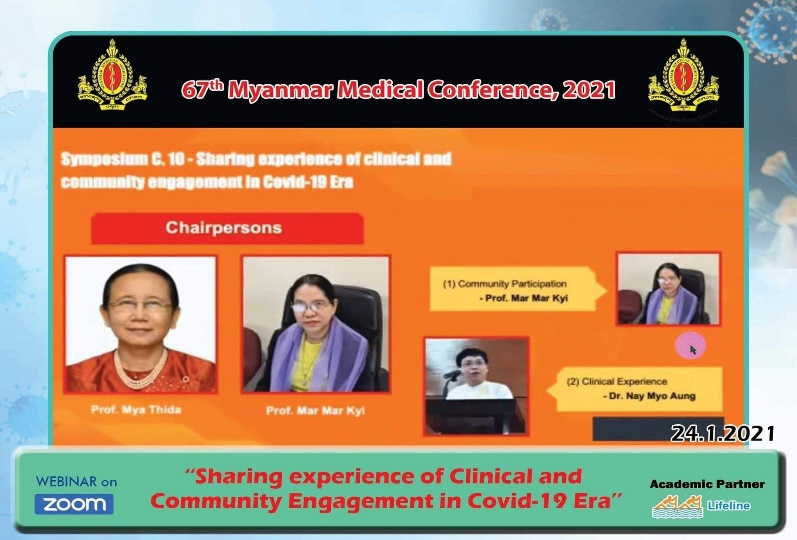 67th Myanmar Medical Conference, 2021
Symposium C. 10 - Sharing experience of clinical and
community engagement in Covid-19 Era
Chairpersons
Prof. Mya Thida
Prof. Mar Mar Kyi
(1) Community Participation
- Prof. Mar Mar Kyi
(2) Clinical Experience
- Dr. Nay Myo Aung
24.1.2021
WEBINAR on
zoom
“Sharing experience of Clinical and
Community Engagement in Covid-19 Era”
Academic Partner
Lifeline